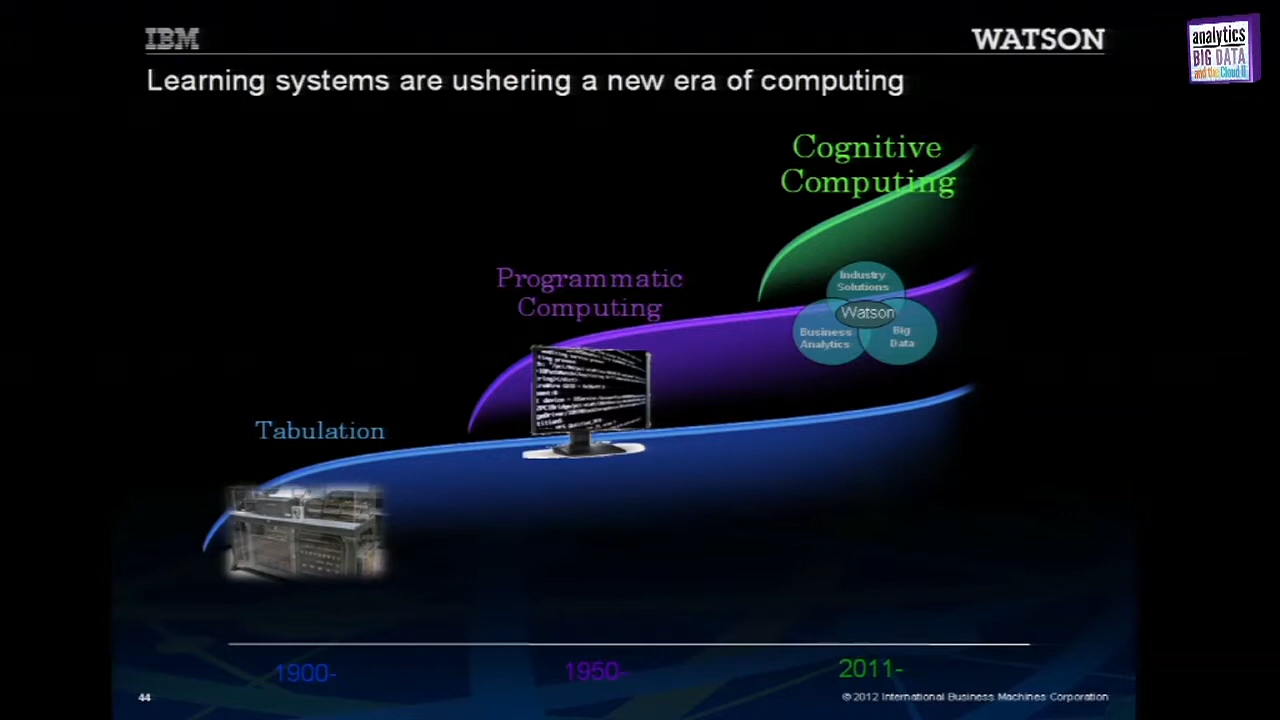 IBM
WATSON
analytics
BIG DATA
and the Cloud II
Learning systems are ushering a new era of computing
Cognitive
Computing
Programmatic
Computing
Industry
Solutions
Watson
Business
Analytics
Big
Data
Tabulation
1900-
1950-
2011-
44
© 2012 International Business Machines Corporation